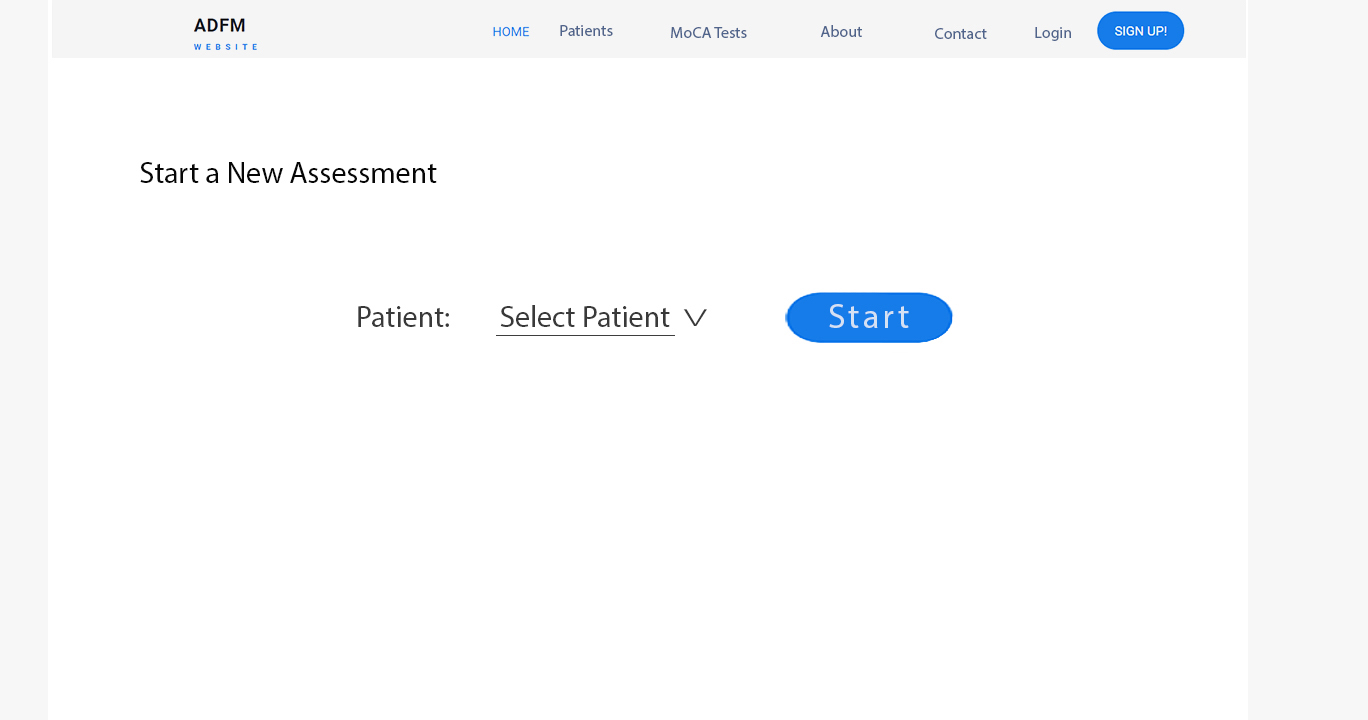 ADFM
WEBSITE
HOME Patients MoCA Tests About Contact Login SIGN UP!
Start a New Assessment
Patient: Select Patient Start